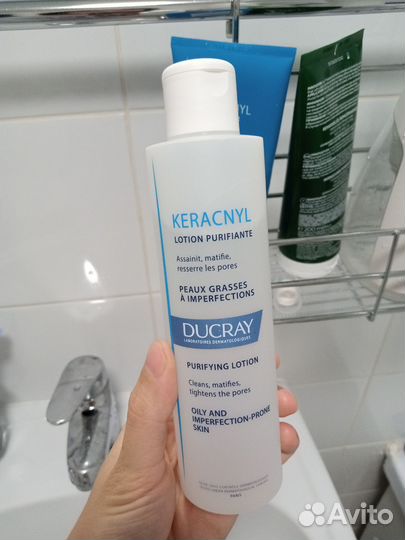 KERACNYL
LOTION PURIFIANTE
Assainit, matifie,
resserre les pores
PEAUX GRASSES
À IMPERFECTIONS
DUCRAY
LABORATOIRES DERMATOLOGIQUES
PURIFYING LOTION
Cleans, matifies,
tightens the pores
OILY AND
IMPERFECTION-PRONE
SKIN
PARIS
Avito